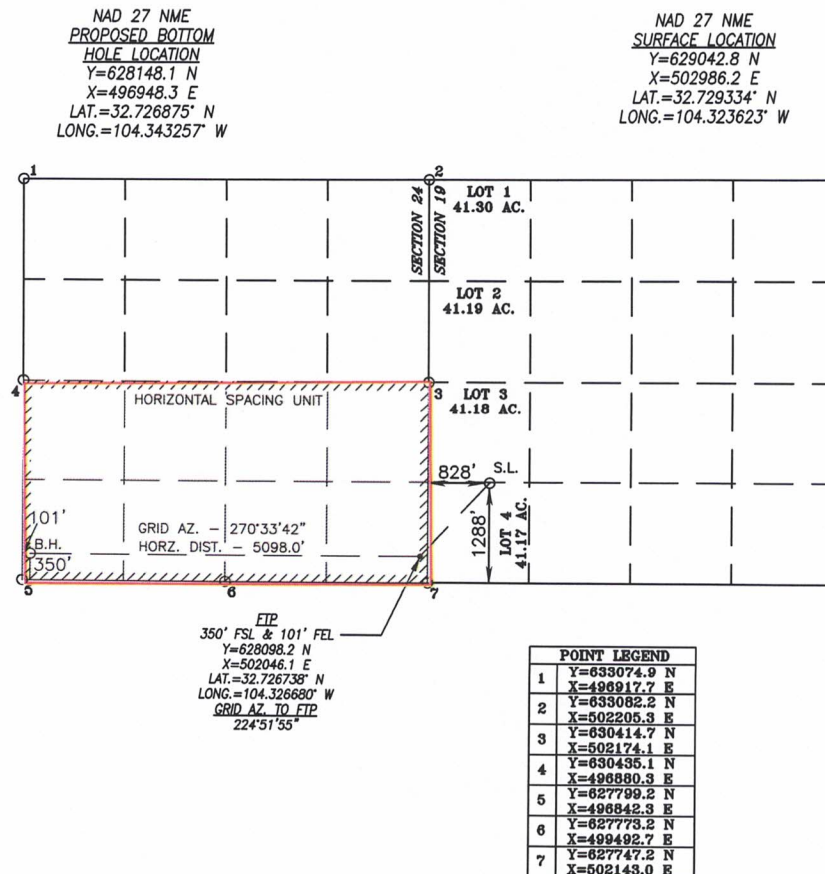 NAD 27 NME
PROPOSED BOTTOM
HOLE LOCATION
Y=628148.1 N
X=496948.3 E
LAT.=32.726875° N
LONG.=104.343257° W
NAD 27 NME
SURFACE LOCATION
Y=629042.8 N
X=502986.2 E
LAT.=32.729334° N
LONG.=104.323623° W
1
2
SECTION 24
SECTION 19
LOT 1
41.30 AC.
LOT 2
41.19 AC.
4
3
LOT 3
41.18 AC.
HORIZONTAL SPACING UNIT
828'
S.L.
1288'
LOT 4
41.17 AC.
101'
B.H.
350'
GRID AZ. - 270°33'42"
HORZ. DIST. - 5098.0'
5
6
7
FTP
350' FSL & 101' FEL
Y=628098.2 N
X=502046.1 E
LAT.=32.726738° N
LONG.=104.326680° W
GRID AZ. TO FTP
224°51'55"
POINT LEGEND
1 Y=633074.9 N
X=496917.7 E
2 Y=633082.2 N
X=502205.3 E
3 Y=630414.7 N
X=502174.1 E
4 Y=630435.1 N
X=496880.3 E
5 Y=627799.2 N
X=496842.3 E
6 Y=627773.2 N
X=499492.7 E
7 Y=627747.2 N
X=502143.0 E